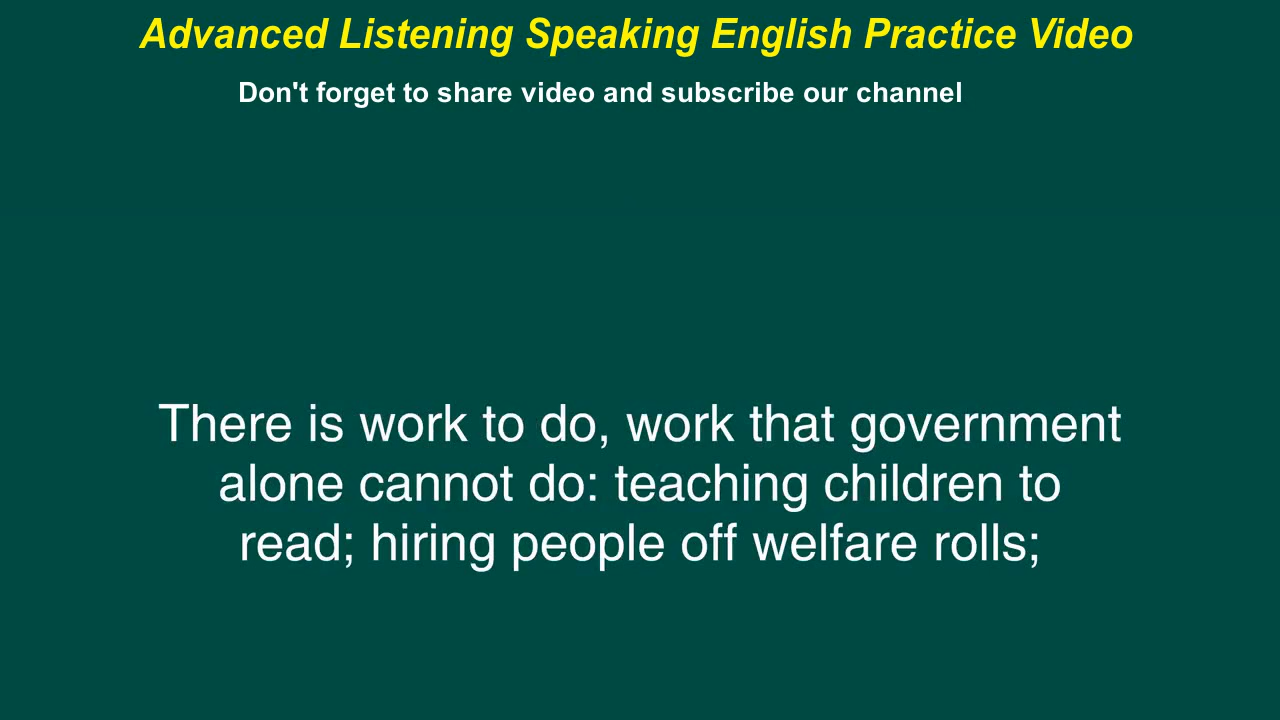 Advanced Listening Speaking English Practice Video
Don't forget to share video and subscribe our channel
There is work to do, work that government
alone cannot do: teaching children to
read; hiring people off welfare rolls;